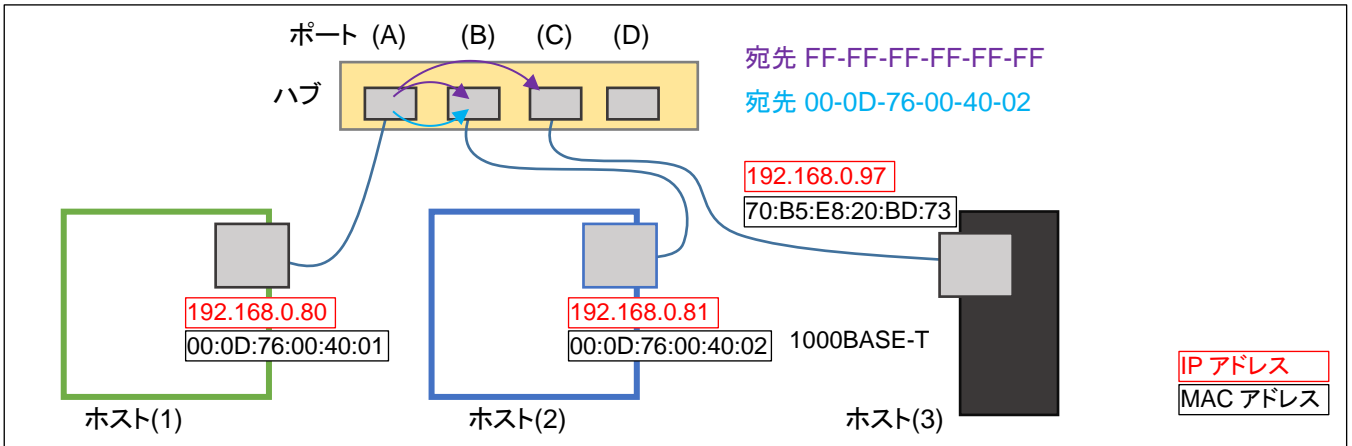 ポート (A) (B) (C) (D)
宛先 FF-FF-FF-FF-FF-FF
ハブ
宛先 00-0D-76-00-40-02
192.168.0.97
70:B5:E8:20:BD:73
192.168.0.80
00:0D:76:00:40:01
192.168.0.81
00:0D:76:00:40:02
1000BASE-T
IP アドレス
MAC アドレス
ホスト(1)
ホスト(2)
ホスト(3)